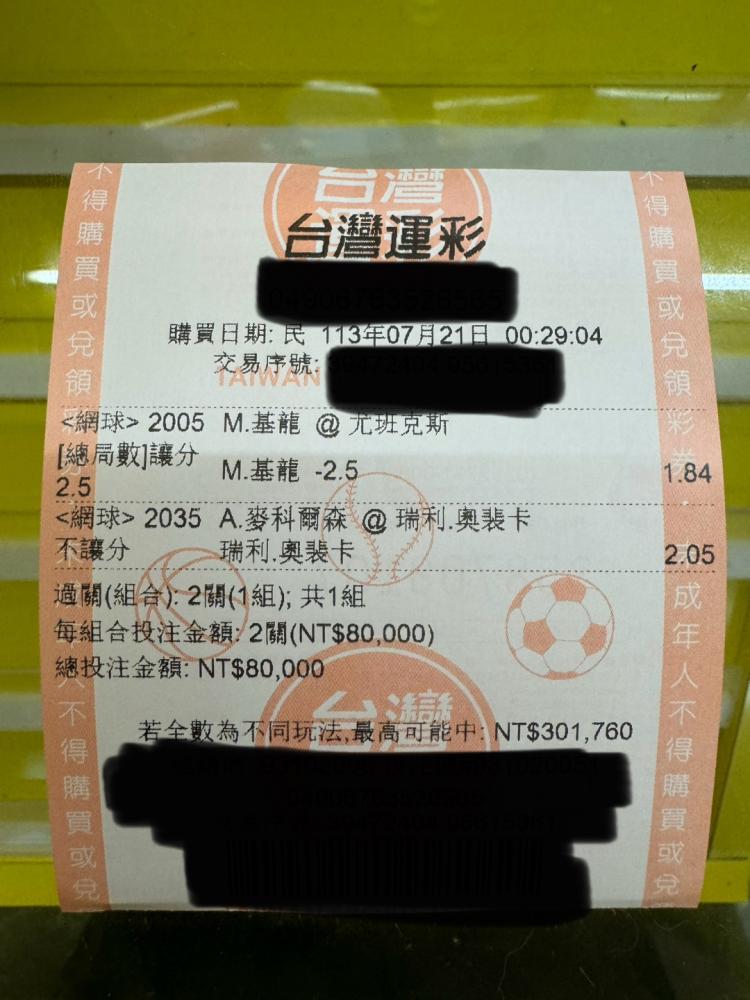 台灣
台灣運彩
購買日期: 民 113年07月21日 00:29:04
交易序號:
TAIWAN
<網球> 2005 M.基龍 @ 尤班克斯
[總局數]讓分 2.5 M.基龍 -2.5 1.84
<網球> 2035 A.麥科爾森 @ 瑞利.奧裴卡
不讓分 瑞利.奧裴卡 2.05
過關(組合): 2關(1組); 共1組
每組合投注金額: 2關(NT$80,000)
總投注金額: NT$80,000
台灣
若全數為不同玩法,最高可能中: NT$301,760
不得購買或兌領彩券
人不得購買或兌
不得購買或兌領彩券
成年人不得購買或兌